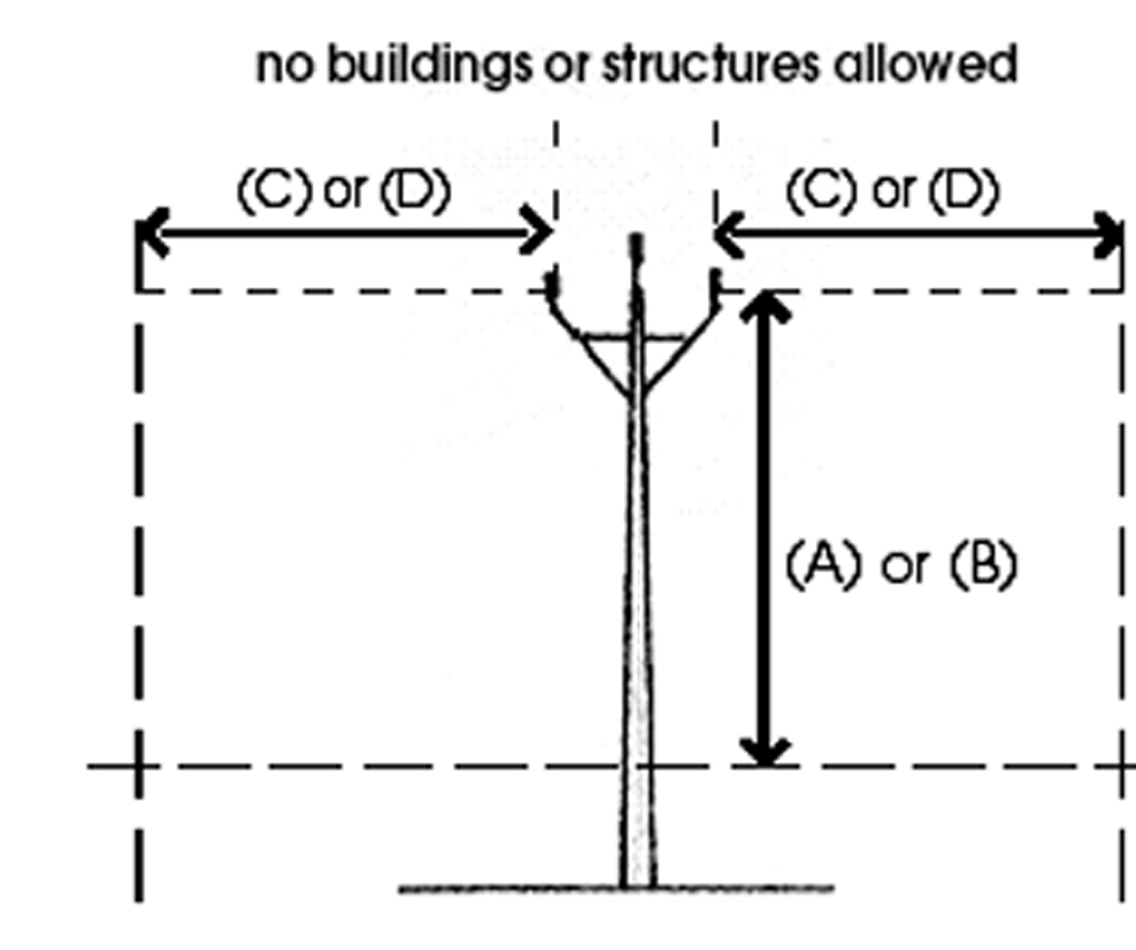 no buildings or structures allowed
(C) or (D)
(C) or (D)
(A) or (B)